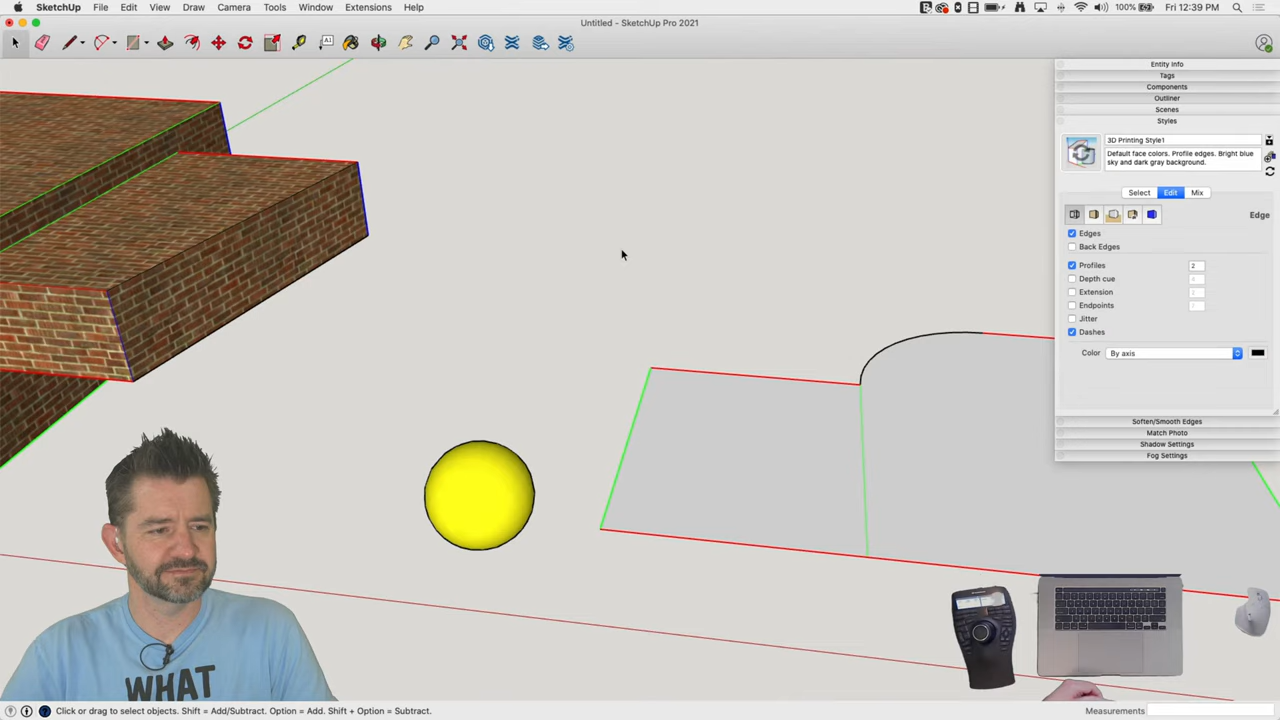 SketchUp File Edit View Draw Camera Tools Window Extensions Help
100% Fri 12:39 PM
Untitled - SketchUp Pro 2021
A1
Entity Info
Tags
Components
Outliner
Scenes
Styles
3D Printing Style1
Default face colors. Profile edges. Bright blue
sky and dark gray background.
Select Edit Mix
Edge
Edges
Back Edges
Profiles 2
Depth cue
Extension
Endpoints
Jitter
Dashes
Color By axis
Soften/Smooth Edges
Match Photo
Shadow Settings
Fog Settings
WHAT
Click or drag to select objects. Shift = Add/Subtract. Option = Add. Shift + Option = Subtract.
Measurements